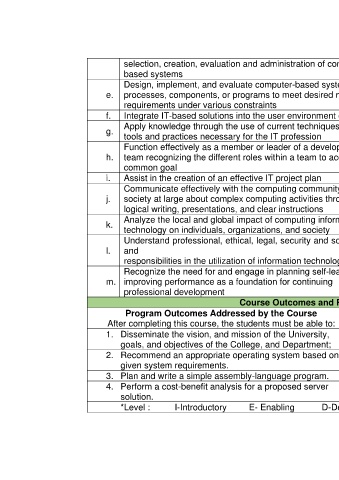 selection, creation, evaluation and administration of
based systems
Design, implement, and evaluate computer-based
e. processes, components, or programs to meet desired
requirements under various constraints
f. Integrate IT-based solutions into the user environment
Apply knowledge through the use of current techniques
g. tools and practices necessary for the IT profession
Function effectively as a member or leader of a
h. team recognizing the different roles within a team to
common goal
i. Assist in the creation of an effective IT project plan
Communicate effectively with the computing community
j. society at large about complex computing activities
logical writing, presentations, and clear instructions
Analyze the local and global impact of computing
k. technology on individuals, organizations, and society
Understand professional, ethical, legal, security and
l. and
responsibilities in the utilization of information
Recognize the need for and engage in planning
m. improving performance as a foundation for continuing
professional development
Course Outcomes and
Program Outcomes Addressed by the Course
After completing this course, the students must be able to:
1. Disseminate the vision, and mission of the University,
goals, and objectives of the College, and Department;
2. Recommend an appropriate operating system based on
given system requirements.
3. Plan and write a simple assembly-language program.
4. Perform a cost-benefit analysis for a proposed server
solution.
*Level : I-Introductory E- Enabling